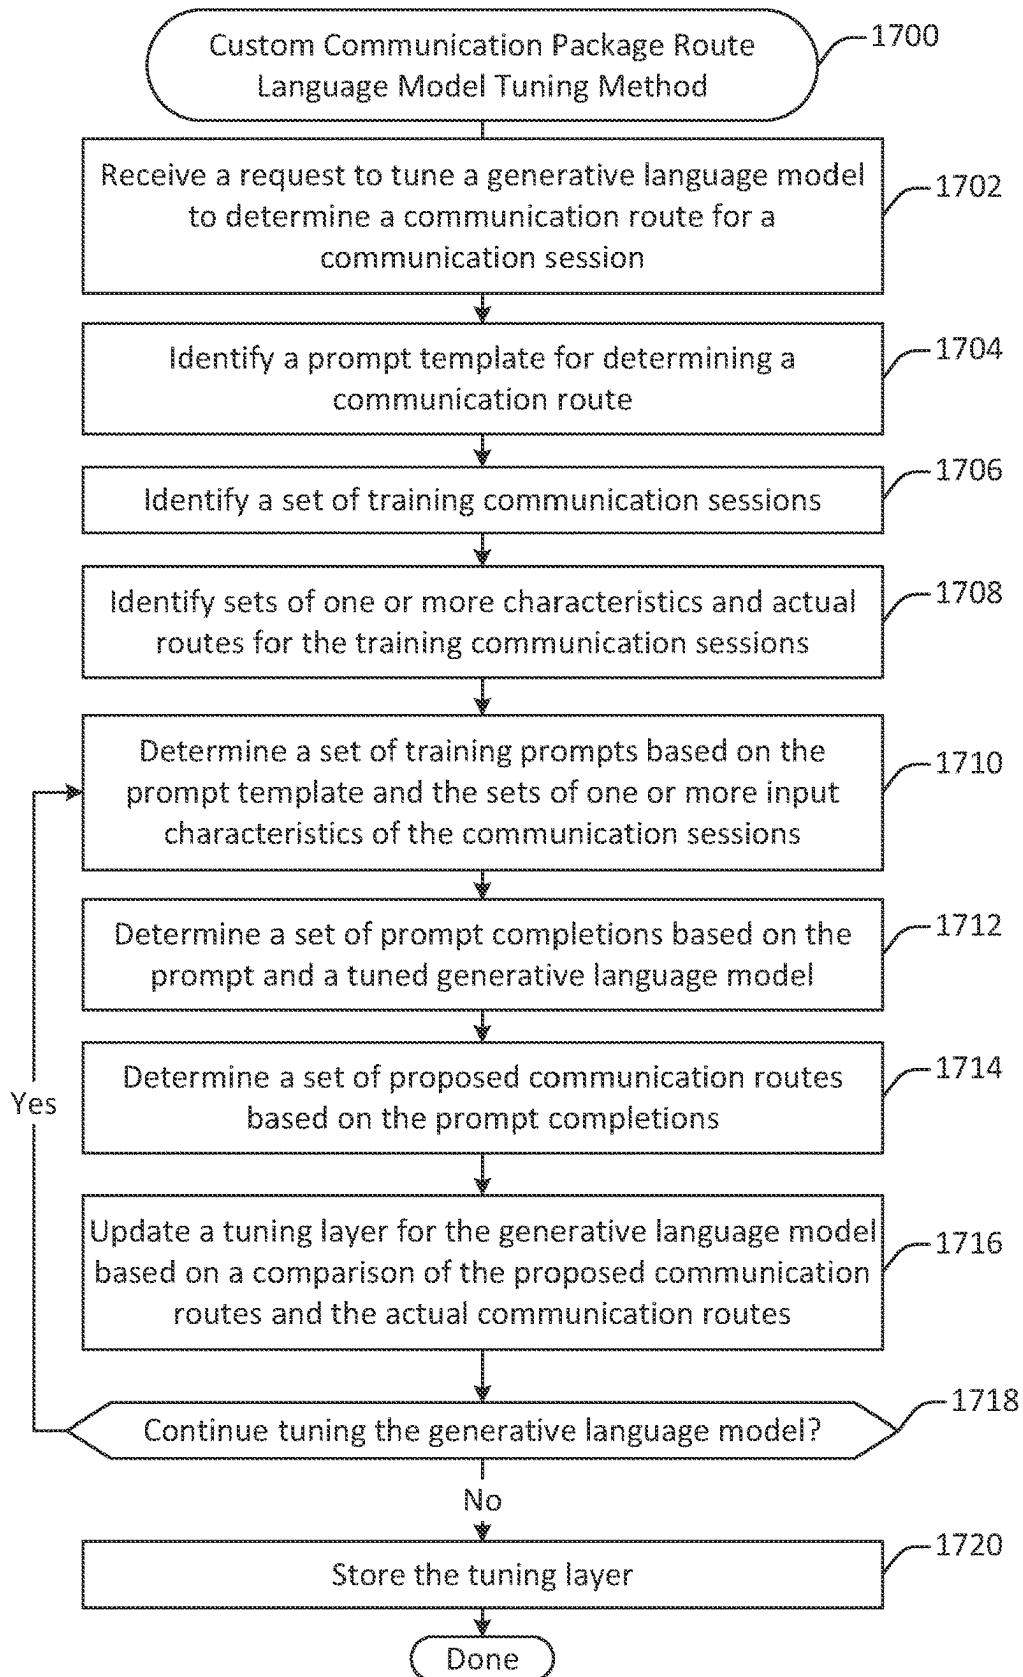 Custom Communication Package Route
Language Model Tuning Method
1700
Receive a request to tune a generative language model
to determine a communication route for a
communication session
1702
Identify a prompt template for determining a
communication route
1704
Identify a set of training communication sessions
1706
Identify sets of one or more characteristics and actual
routes for the training communication sessions
1708
Determine a set of training prompts based on the
prompt template and the sets of one or more input
characteristics of the communication sessions
1710
Determine a set of prompt completions based on the
prompt and a tuned generative language model
1712
Determine a set of proposed communication routes
based on the prompt completions
1714
Yes
Update a tuning layer for the generative language model
based on a comparison of the proposed communication
routes and the actual communication routes
1716
Continue tuning the generative language model?
1718
No
Store the tuning layer
1720
Done